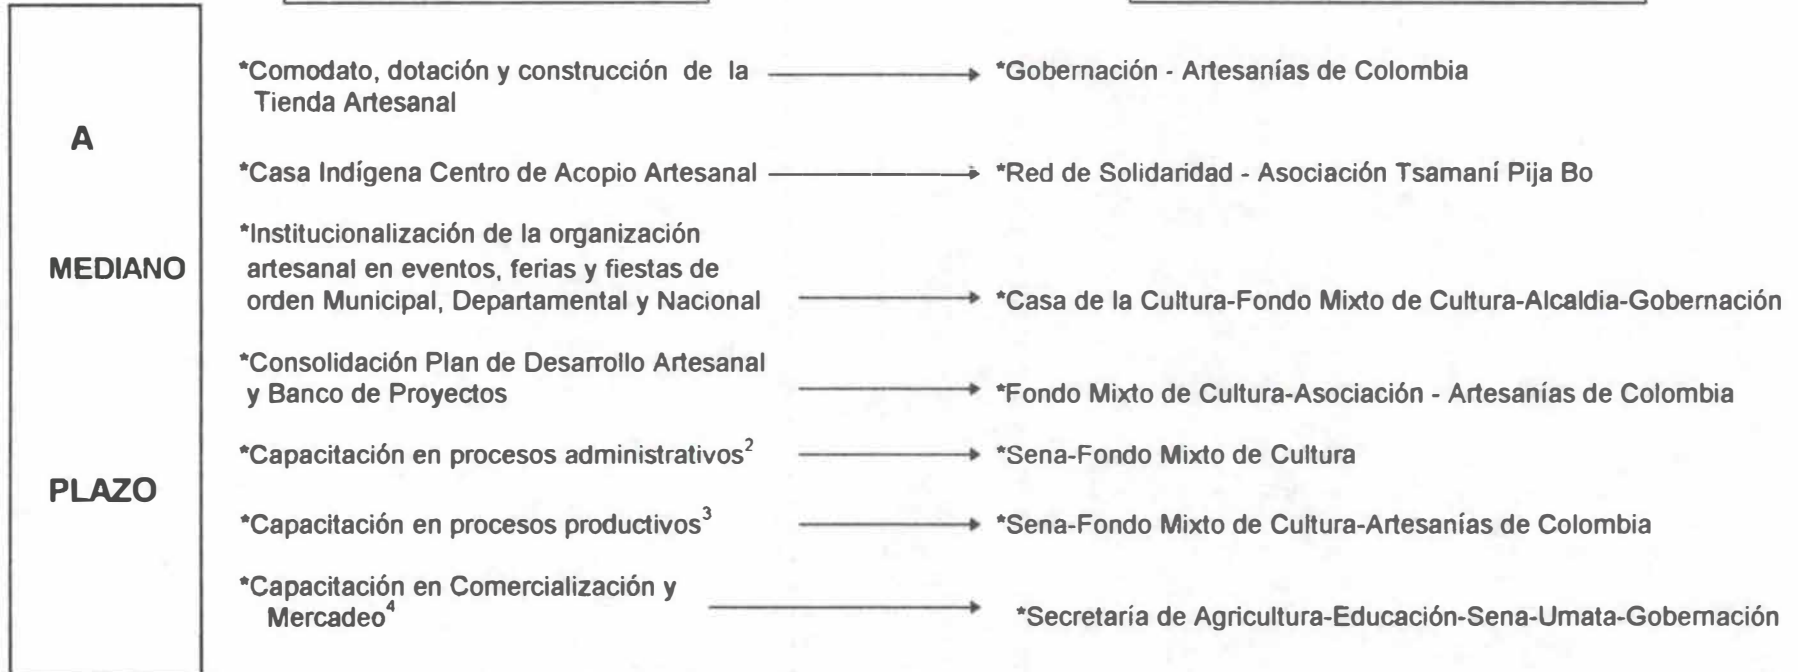 A
MEDIANO
PLAZO
*Comodato, dotación y construcción de la
Tienda Artesanal
*Gobernación - Artesanías de Colombia
*Casa Indígena Centro de Acopio Artesanal
*Red de Solidaridad - Asociación Tsamaní Pija Bo
*Institucionalización de la organización
artesanal en eventos, ferias y fiestas de
orden Municipal, Departamental y Nacional
*Casa de la Cultura-Fondo Mixto de Cultura-Alcaldia-Gobernación
*Consolidación Plan de Desarrollo Artesanal
y Banco de Proyectos
*Fondo Mixto de Cultura-Asociación - Artesanías de Colombia
*Capacitación en procesos administrativos²
*Sena-Fondo Mixto de Cultura
*Capacitación en procesos productivos³
*Sena-Fondo Mixto de Cultura-Artesanías de Colombia
*Capacitación en Comercialización y
Mercadeo⁴
*Secretaría de Agricultura-Educación-Sena-Umata-Gobernación